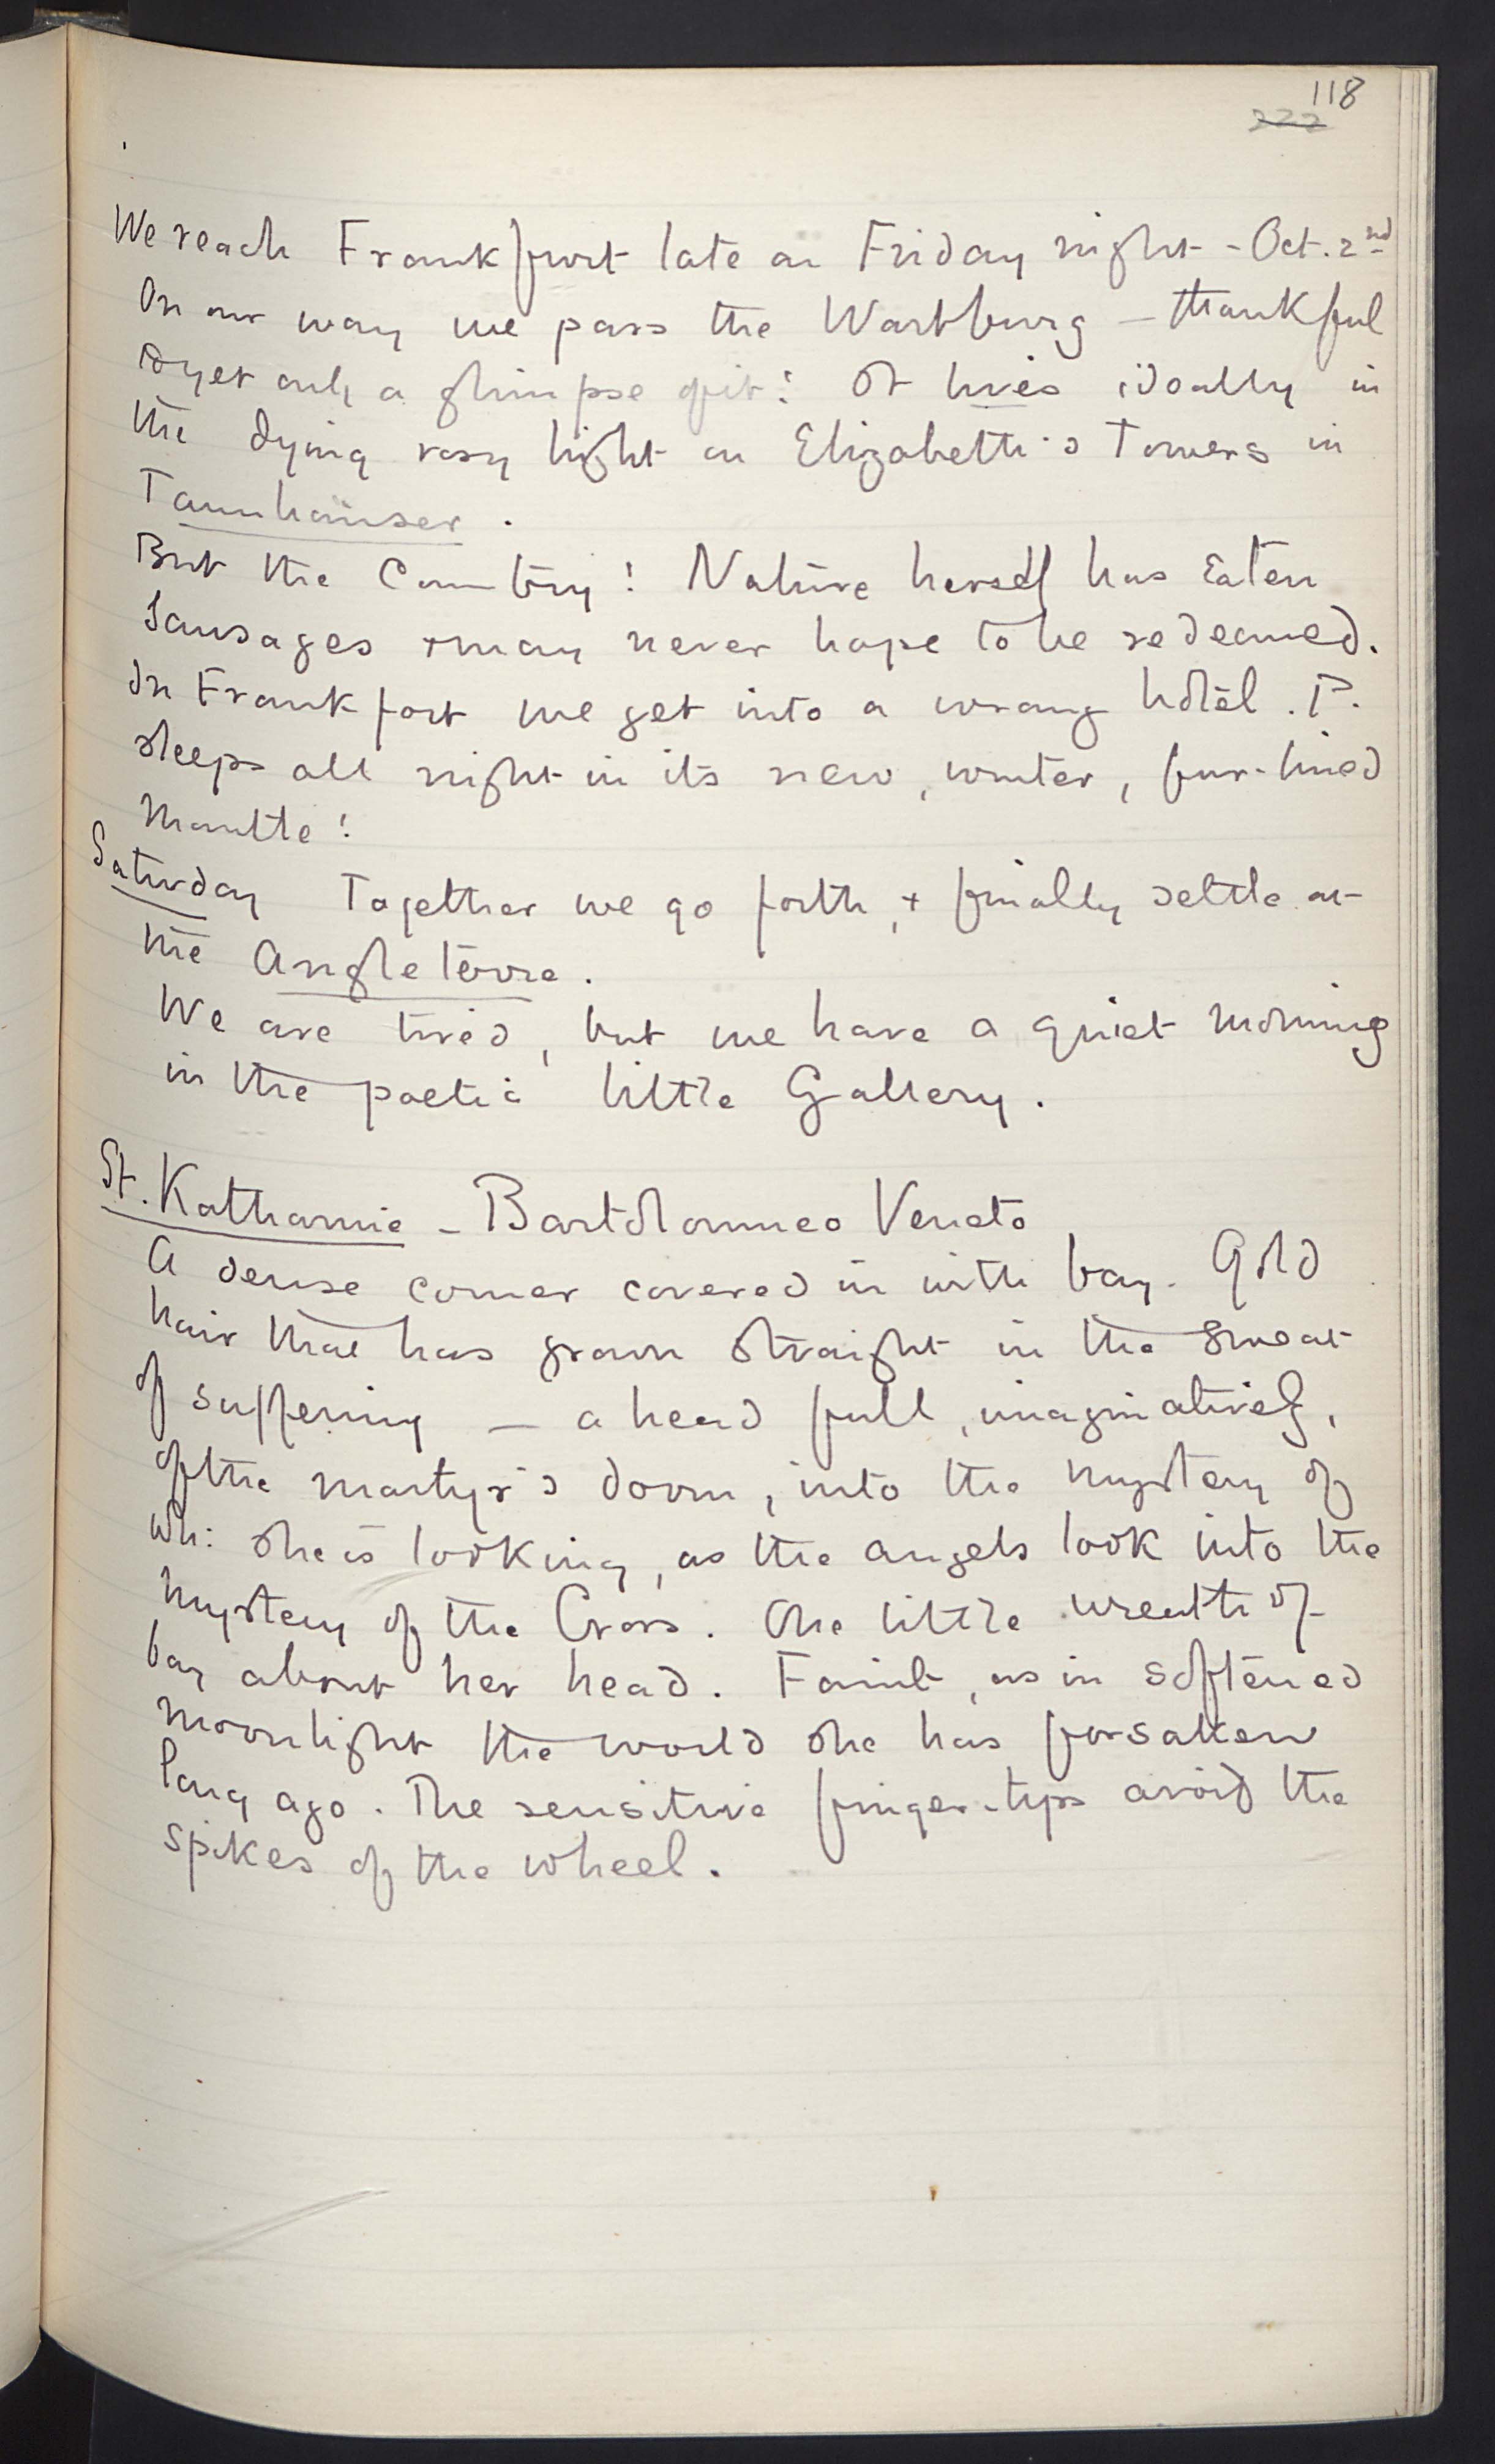 118
222
We reach Frankfurt late on Friday night - Oct. 2nd
On our way we pass the Wartburg - thankful
to get only a glimpse of it! It lives ideally in
the dying rosy light on Elizabeth's Towers in
Tannhäuser.
But the Country! Nature herself has Eaten
Sausages & may never hope to be redeemed.
In Frankfort we get into a wrong hotel. P.
sleeps all night in its new, winter, fur-lined
Mantle!
Saturday Together we go forth, & finally settle at
the Angleterre.
We are tired, but we have a quiet morning
in the poetic little Gallery.
St. Katharine - Bartolommeo Veneto
A dense corner covered in with bay. Gold
hair that has grown straight in the sweat
of suffering - a head full, imaginatively,
of the martyr's doom, into the mystery of
wh: she is looking, as the angels look into the
mystery of the Cross. One little wreath of
bay about her head. Faint, as in softened
moonlight the world she has forsaken
long ago. The sensitive finger-tips avoid the
spikes of the wheel.